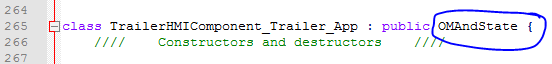 264
265 class TrailerHMIComponent_Trailer_App : public OMAndState {
266 //// Constructors and destructors ////
267